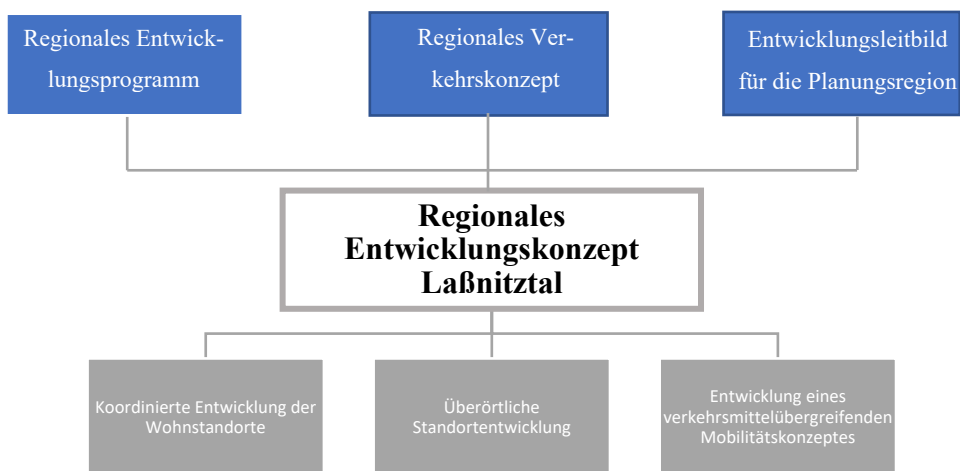 Regionales Entwick-
lungsprogramm
Regionales Ver-
kehrskonzept
Entwicklungsleitbild
für die Planungsregion
Regionales
Entwicklungskonzept
Laßnitztal
Koordinierte Entwicklung der
Wohnstandorte
Überörtliche
Standortentwicklung
Entwicklung eines
verkehrsmittelübergreifenden
Mobilitätskonzeptes